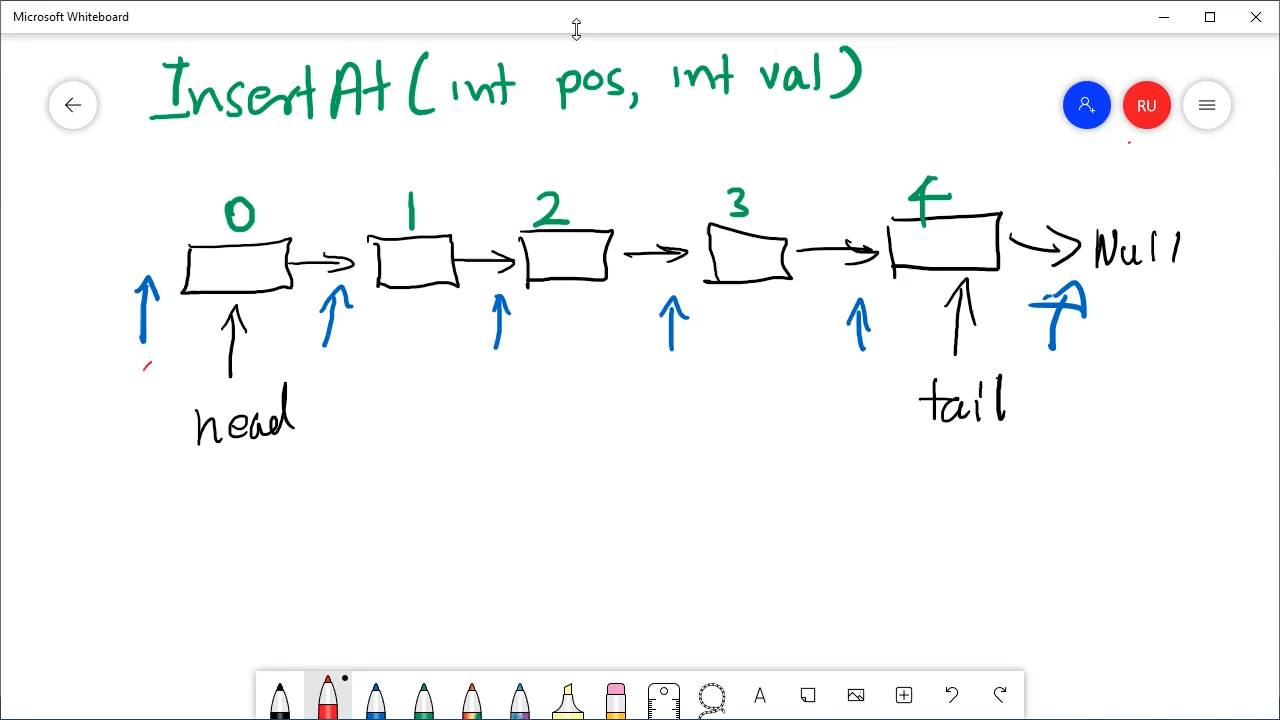 Microsoft Whiteboard
InsertAt(int pos, int val)
RU
0 1 2 3 4
Null
head
tail
A